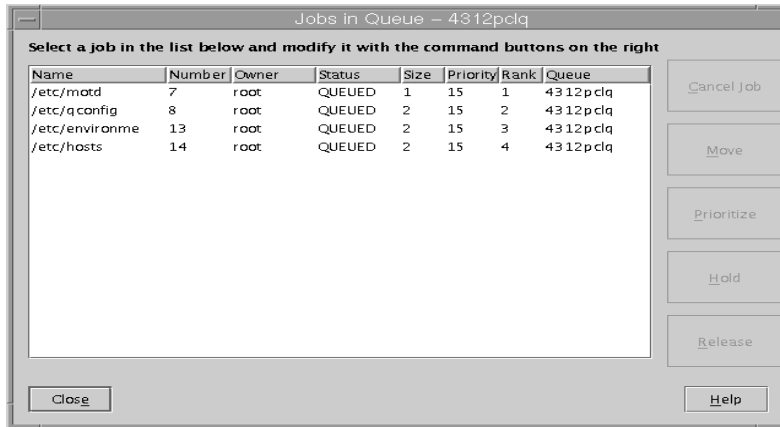 Jobs in Queue – 4312pclq
Select a job in the list below and modify it with the command buttons on the right
Name Number Owner Status Size Priority Rank Queue
/etc/motd 7 root QUEUED 1 15 1 4312pclq
/etc/qconfig 8 root QUEUED 2 15 2 4312pclq
/etc/environme 13 root QUEUED 2 15 3 4312pclq
/etc/hosts 14 root QUEUED 2 15 4 4312pclq
Cancel Job
Move
Prioritize
Hold
Release
Close
Help